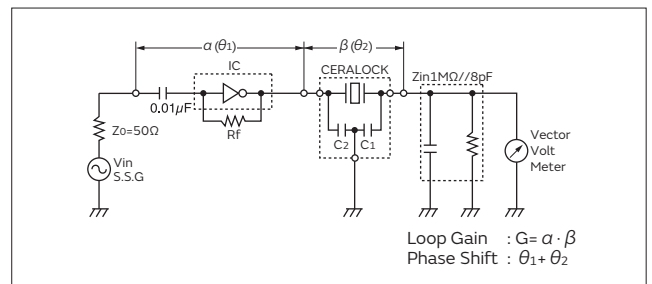 α (θ1)
β (θ2)
IC
CERALOCK
Zin1MΩ//8pF
0.01μF
Z0=50Ω
Rf
C2
C1
Vector
Volt
Meter
Vin
S.S.G
Loop Gain : G= α · β
Phase Shift : θ1+ θ2